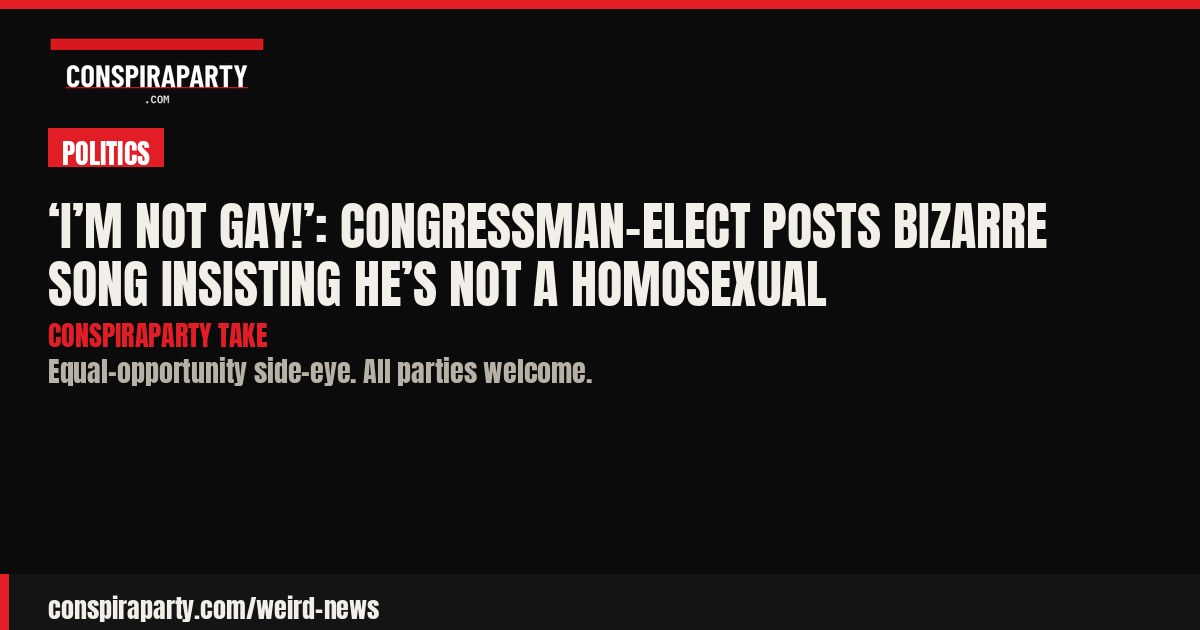 CONSPIRAPARTY
.COM
POLITICS
‘I’M NOT GAY!’: CONGRESSMAN-ELECT POSTS BIZARRE
SONG INSISTING HE’S NOT A HOMOSEXUAL
CONSPIRAPARTY TAKE
Equal-opportunity side-eye. All parties welcome.
conspiraparty.com/weird-news